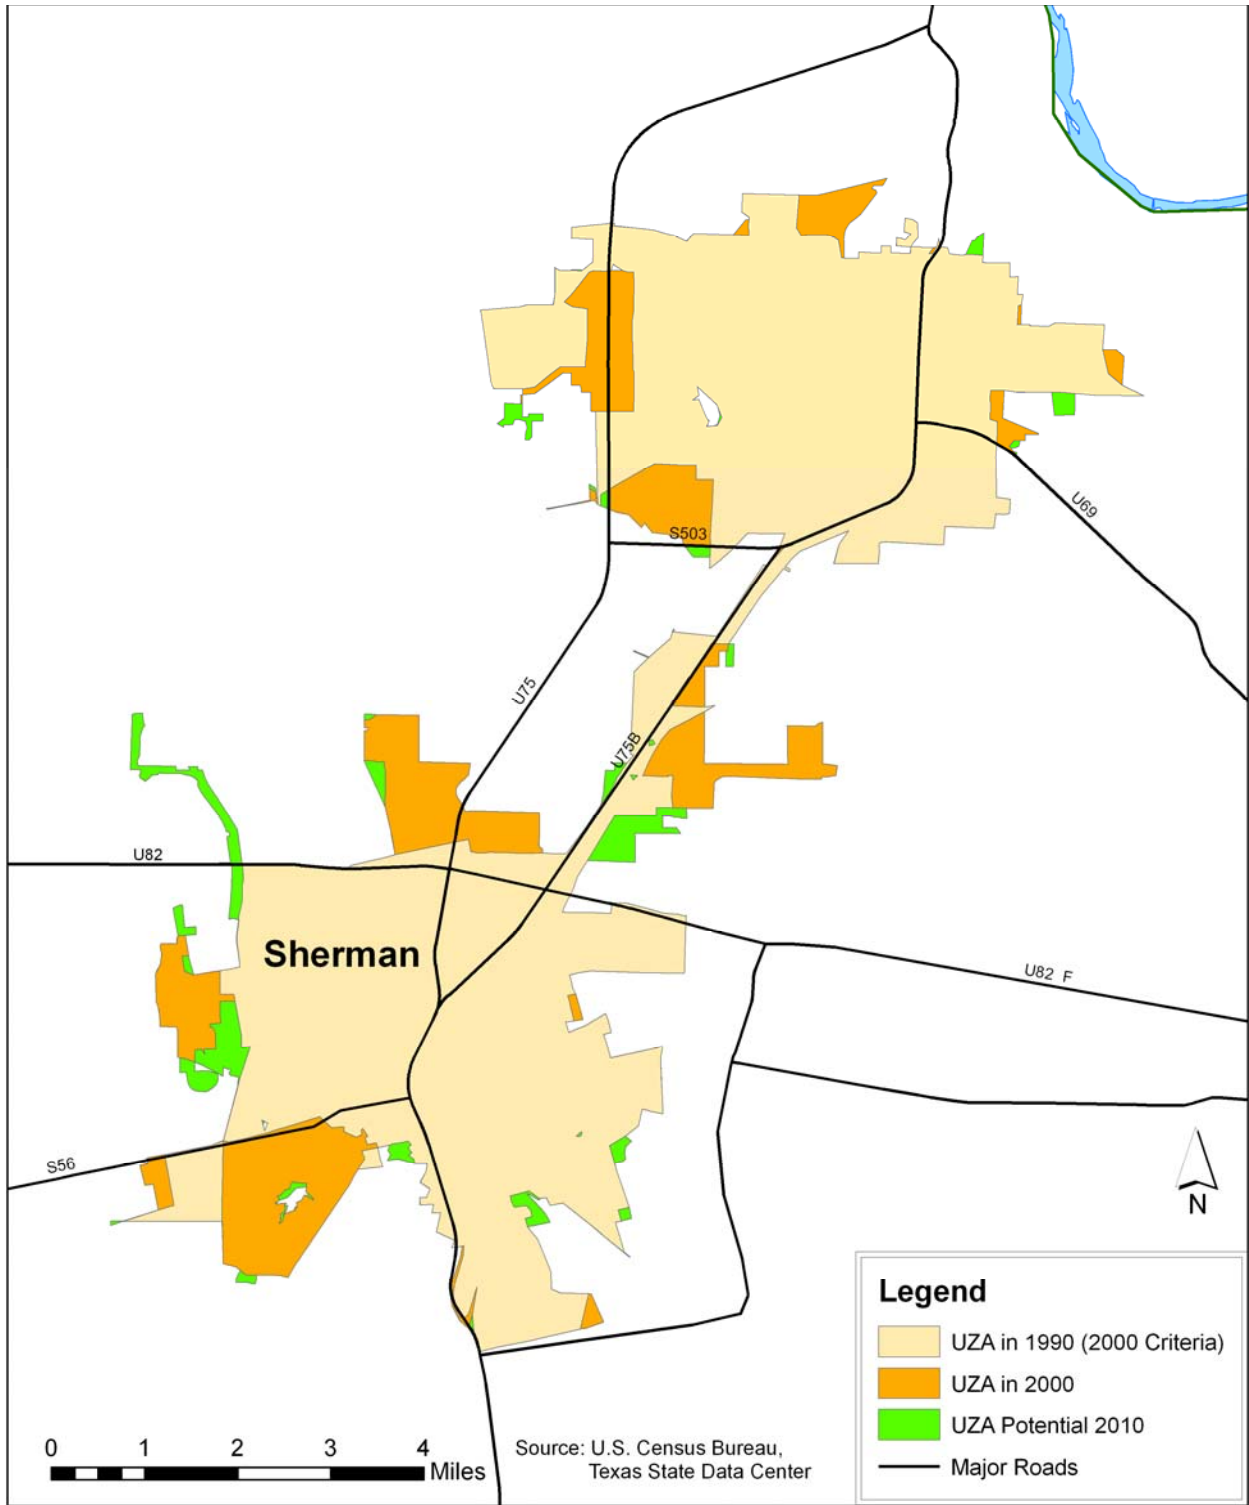 S503
U69
U75
U75B
U82
Sherman
U82 F
S56
N
Legend
UZA in 1990 (2000 Criteria)
UZA in 2000
UZA Potential 2010
Major Roads
0 1 2 3 4
Miles
Source: U.S. Census Bureau,
Texas State Data Center